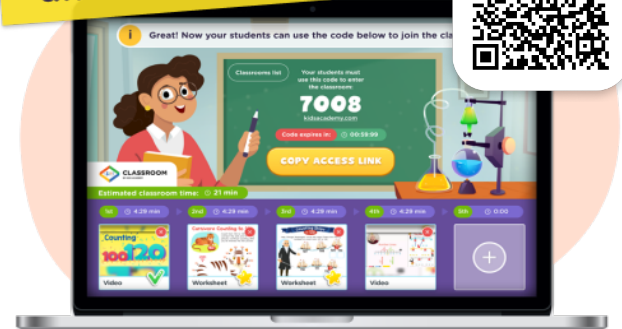 Great! Now your students can use the code below to join the cla
Classrooms list
Your students must
use this code to enter
the classroom:
7008
kidsacademy.com
Code expires in:
00:59:99
COPY ACCESS LINK
CLASSROOM
Estimated classroom time:
21 min
1st 4.29 min
2nd 4.29 min
3rd 4.29 min
4th 4.29 min
5th 0:00
Counting
100 120
Video
Worksheet
Worksheet
Video